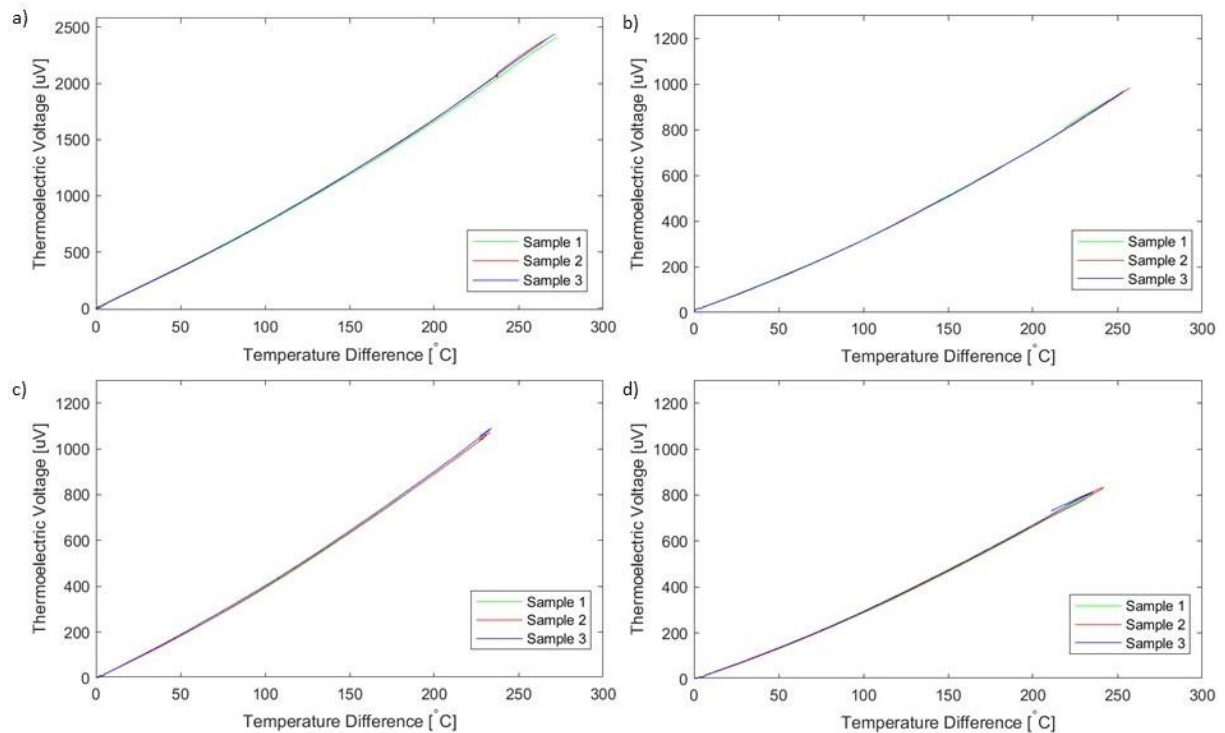 a)
Thermoelectric Voltage [uV]
2500
2000
1500
1000
500
0
0 50 100 150 200 250 300
Temperature Difference [°C]
Sample 1
Sample 2
Sample 3
b)
Thermoelectric Voltage [uV]
1200
1000
800
600
400
200
0
0 50 100 150 200 250 300
Temperature Difference [°C]
Sample 1
Sample 2
Sample 3
c)
Thermoelectric Voltage [uV]
1200
1000
800
600
400
200
0
0 50 100 150 200 250 300
Temperature Difference [°C]
Sample 1
Sample 2
Sample 3
d)
Thermoelectric Voltage [uV]
1200
1000
800
600
400
200
0
0 50 100 150 200 250 300
Temperature Difference [°C]
Sample 1
Sample 2
Sample 3